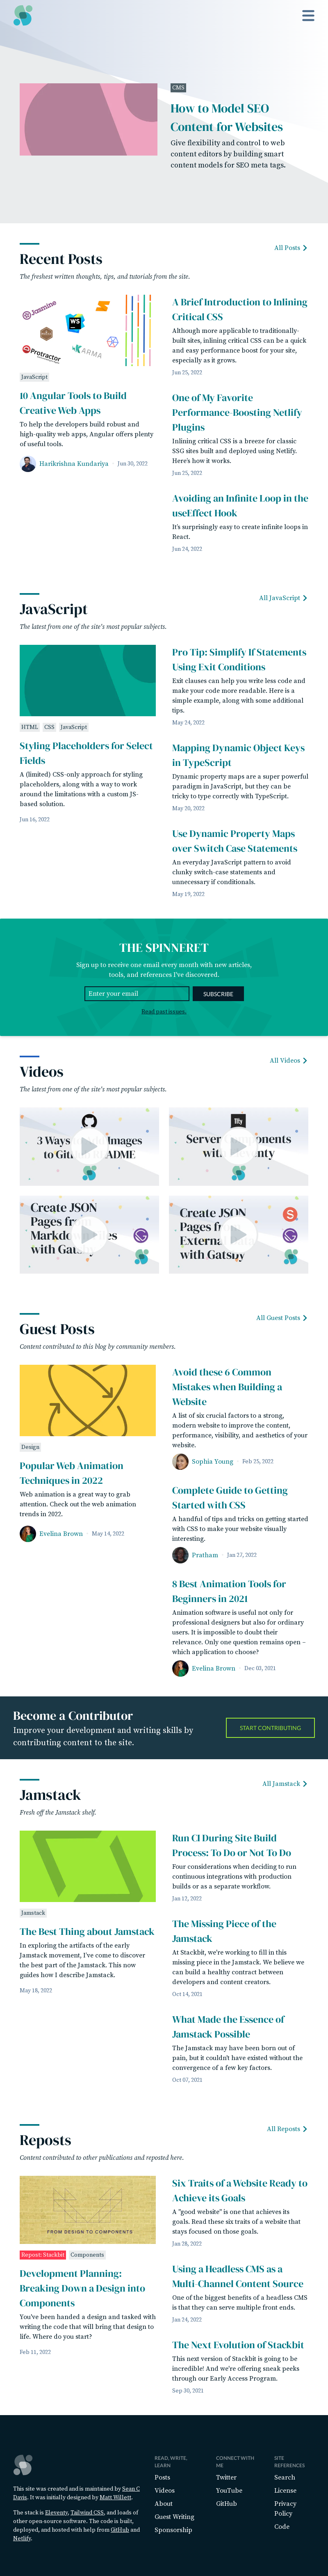 CMS
How to Model SEO
Content for Websites
Give flexibility and control to web
content editors by building smart
content models for SEO meta tags.
All Posts
Recent Posts
The freshest written thoughts, tips, and tutorials from the site.
Jasmine
WS
Protractor
KARMA
JavaScript
10 Angular Tools to Build
Creative Web Apps
To help the developers build robust and
high-quality web apps, Angular offers plenty
of useful tools.
Harikrishna Kundariya · Jun 30, 2022
A Brief Introduction to Inlining
Critical CSS
Although more applicable to traditionally-
built sites, inlining critical CSS can be a quick
and easy performance boost for your site,
especially as it grows.
Jun 25, 2022
One of My Favorite
Performance-Boosting Netlify
Plugins
Inlining critical CSS is a breeze for classic
SSG sites built and deployed using Netlify.
Here's how it works.
Jun 25, 2022
Avoiding an Infinite Loop in the
useEffect Hook
It's surprisingly easy to create infinite loops in
React.
Jun 24, 2022
All JavaScript
JavaScript
The latest from one of the site's most popular subjects.
HTML CSS JavaScript
Styling Placeholders for Select
Fields
A (limited) CSS-only approach for styling
placeholders, along with a way to work
around the limitations with a custom JS-
based solution.
Jun 16, 2022
Pro Tip: Simplify If Statements
Using Exit Conditions
Exit clauses can help you write less code and
make your code more readable. Here is a
simple example, along with some additional
tips.
May 24, 2022
Mapping Dynamic Object Keys
in TypeScript
Dynamic property maps are a super powerful
paradigm in JavaScript, but they can be
tricky to type correctly with TypeScript.
May 20, 2022
Use Dynamic Property Maps
over Switch Case Statements
An everyday JavaScript pattern to avoid
clunky switch-case statements and
unnecessary if conditionals.
May 19, 2022
THE SPINNERET
Sign up to receive one email every month with new articles,
tools, and references I've discovered.
Enter your email
SUBSCRIBE
Read past issues.
All Videos
Videos
The latest from one of the site's most popular subjects.
3 Ways
Images
to Git
ADME
11ty
Server
ponents
with
nty
Create JSON
Pages fr
Markdo
es
with Gatsby
Create JSON
Pages f
Externa
with Gatsby
All Guest Posts
Guest Posts
Content contributed to this blog by community members.
Design
Popular Web Animation
Techniques in 2022
Web animation is a great way to grab
attention. Check out the web animation
trends in 2022.
Evelina Brown · May 14, 2022
Avoid these 6 Common
Mistakes when Building a
Website
A list of six crucial factors to a strong,
modern website to improve the content,
performance, visibility, and aesthetics of your
website.
Sophia Young · Feb 25, 2022
Complete Guide to Getting
Started with CSS
A handful of tips and tricks on getting started
with CSS to make your website visually
interesting.
Pratham · Jan 27, 2022
8 Best Animation Tools for
Beginners in 2021
Animation software is useful not only for
professional designers but also for ordinary
users. It is impossible to doubt their
relevance. Only one question remains open –
which application to choose?
Evelina Brown · Dec 03, 2021
Become a Contributor
Improve your development and writing skills by
contributing content to the site.
START CONTRIBUTING
All Jamstack
Jamstack
Fresh off the Jamstack shelf.
Jamstack
The Best Thing about Jamstack
In exploring the artifacts of the early
Jamstack movement, I've come to discover
the best part of the Jamstack. This now
guides how I describe Jamstack.
May 18, 2022
Run CI During Site Build
Process: To Do or Not To Do
Four considerations when deciding to run
continuous integrations with production
builds or as a separate workflow.
Jan 12, 2022
The Missing Piece of the
Jamstack
At Stackbit, we're working to fill in this
missing piece in the Jamstack. We believe we
can build a healthy contract between
developers and content creators.
Oct 14, 2021
What Made the Essence of
Jamstack Possible
The Jamstack may have been born out of
pain, but it couldn't have existed without the
convergence of a few key factors.
Oct 07, 2021
All Reposts
Reposts
Content contributed to other publications and reposted here.
FROM DESIGN TO COMPONENTS
Report: Stackbit Components
Development Planning:
Breaking Down a Design into
Components
You've been handed a design and tasked with
writing the code that will bring that design to
life. Where do you start?
Feb 11, 2022
Six Traits of a Website Ready to
Achieve its Goals
A "good website" is one that achieves its
goals. Read these six traits of a website that
stays focused on those goals.
Jan 28, 2022
Using a Headless CMS as a
Multi-Channel Content Source
One of the biggest benefits of a headless CMS
is that they can serve multiple front ends.
Jan 24, 2022
The Next Evolution of Stackbit
This next version of Stackbit is going to be
incredible! And we're offering sneak peeks
through our Early Access Program.
Sep 30, 2021
This site was created and is maintained by Sean C
Davis. It was initially designed by Matt Willett.
The stack is Eleventy, Tailwind CSS, and loads of
other open-source software. The code is built,
deployed, and hosted with help from GitHub and
Netlify.
READ, WRITE,
LEARN
Posts
Videos
About
Guest Writing
Sponsorship
CONNECT WITH
ME
Twitter
YouTube
GitHub
SITE
REFERENCES
Search
License
Privacy
Policy
Code